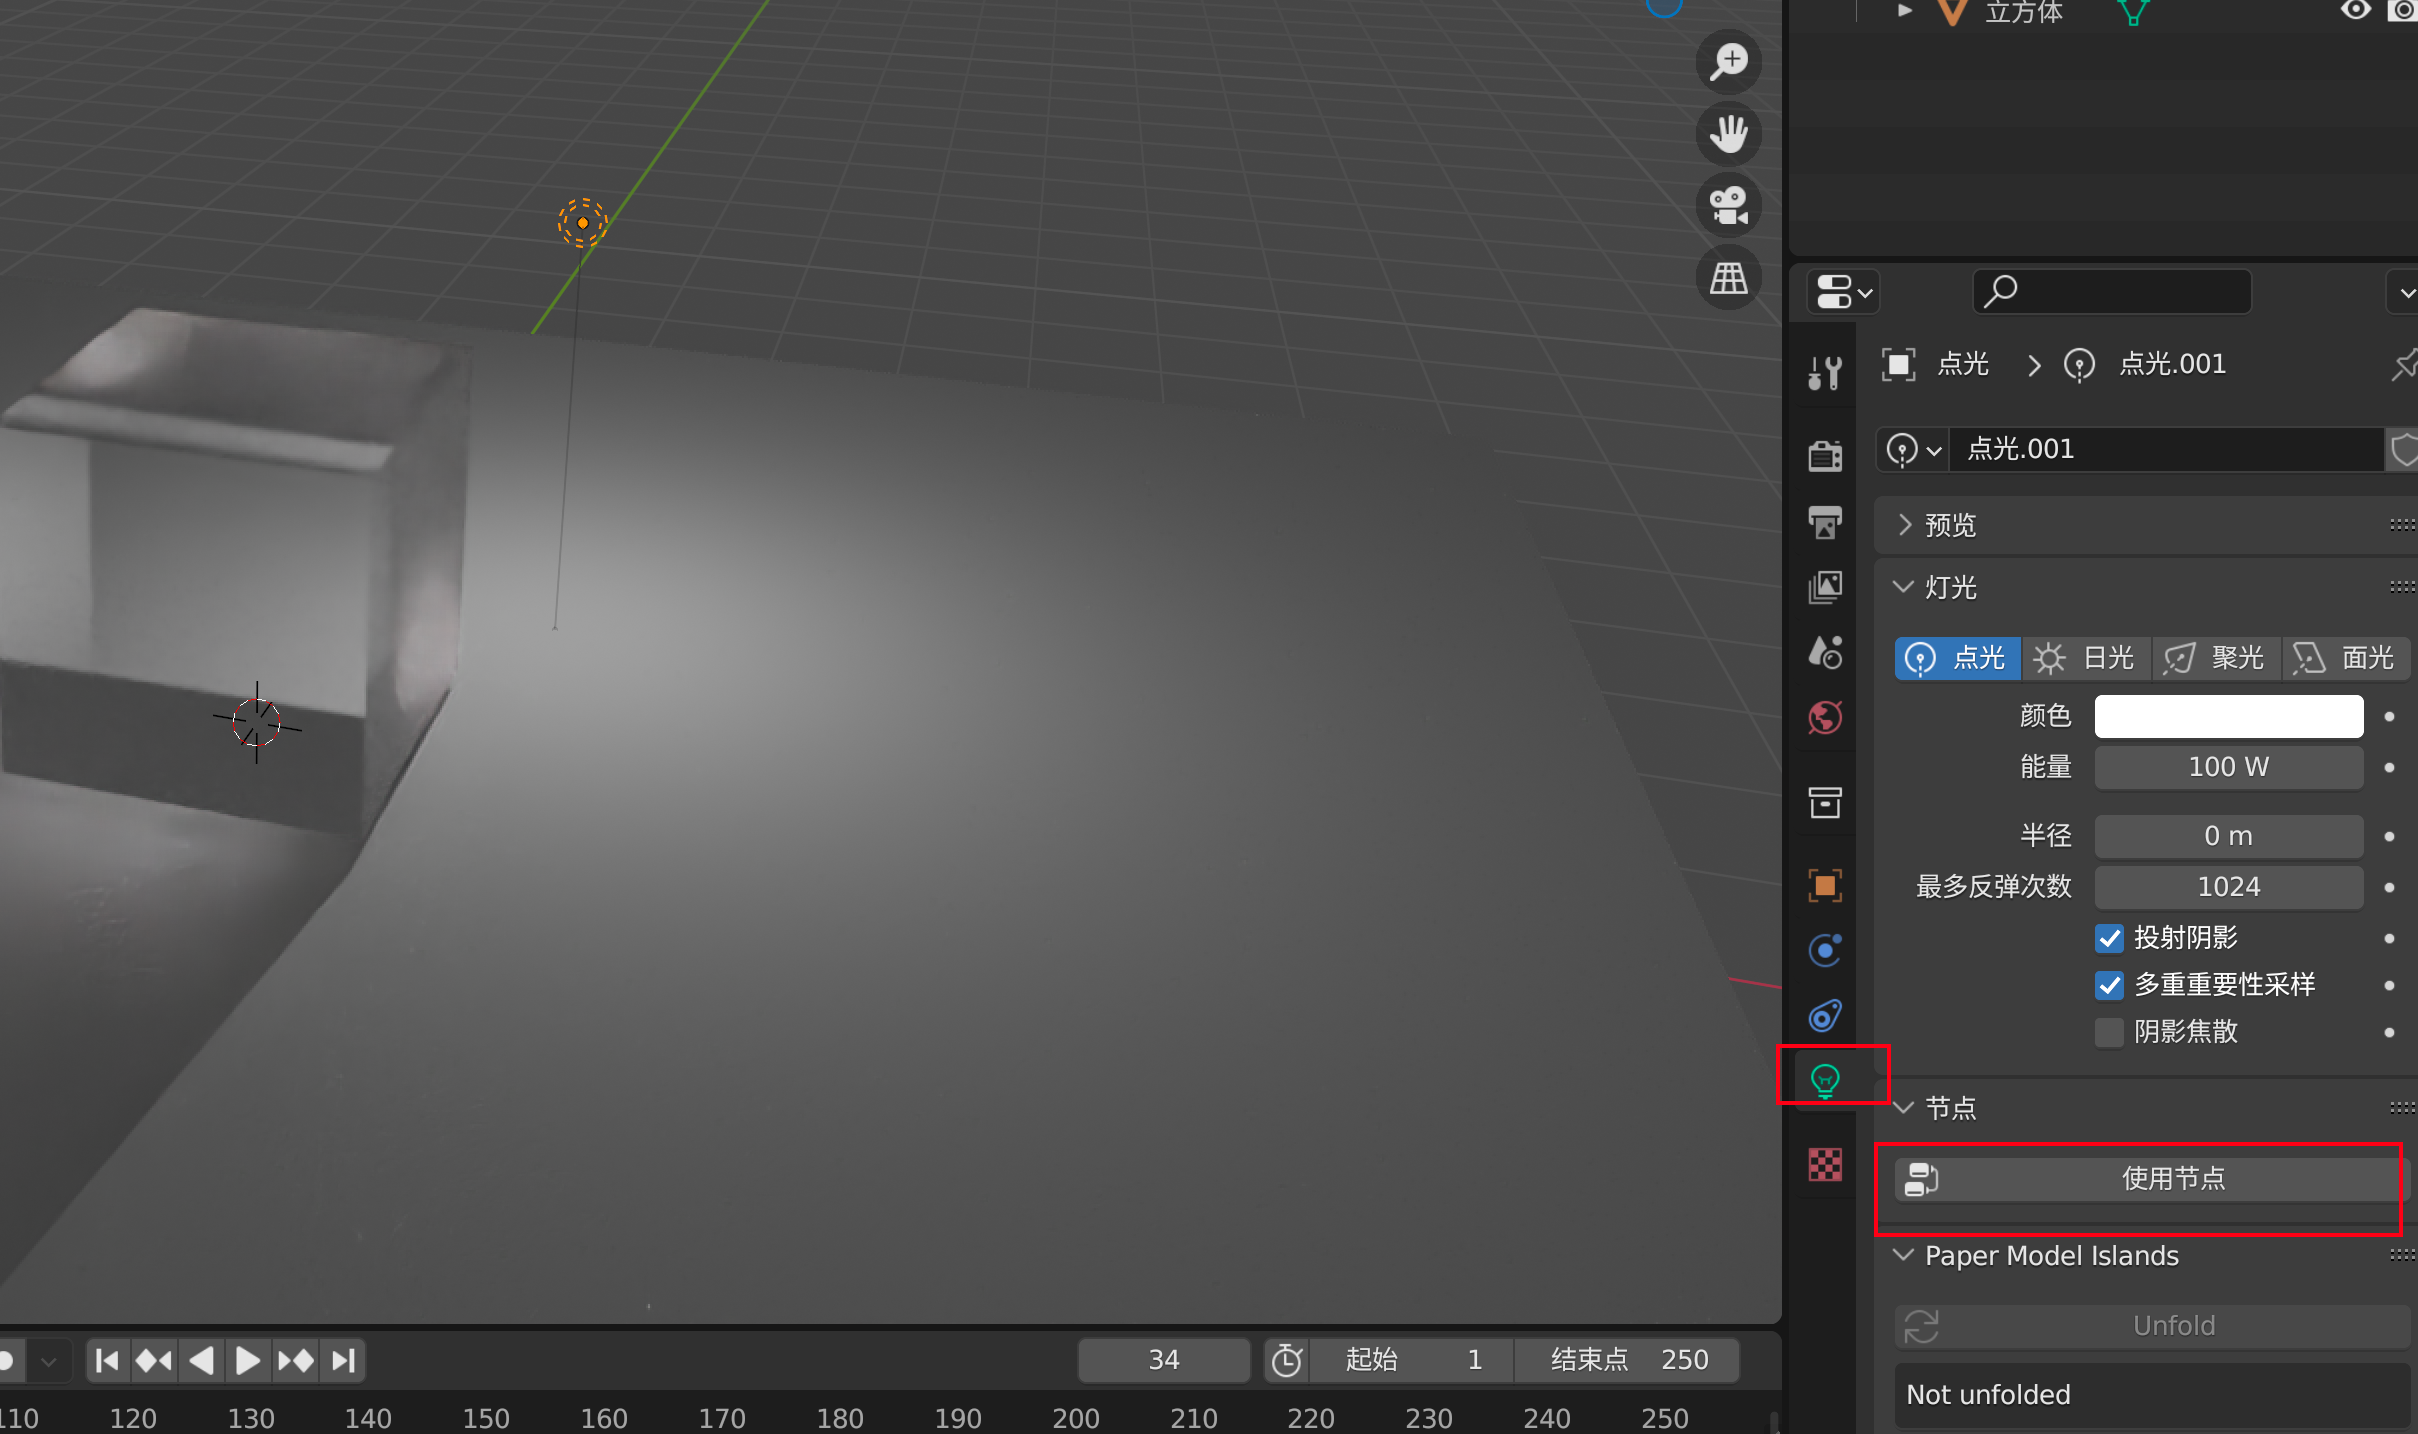 立方体
点光
点光.001
点光.001
预览
灯光
点光 日光 聚光 面光
颜色
能量 100 W
半径 0 m
最多反弹次数 1024
投射阴影
多重重要性采样
阴影焦散
节点
使用节点
Paper Model Islands
Unfold
Not unfolded
34 起始 1 结束点 250
110 120 130 140 150 160 170 180 190 200 210 220 230 240 250